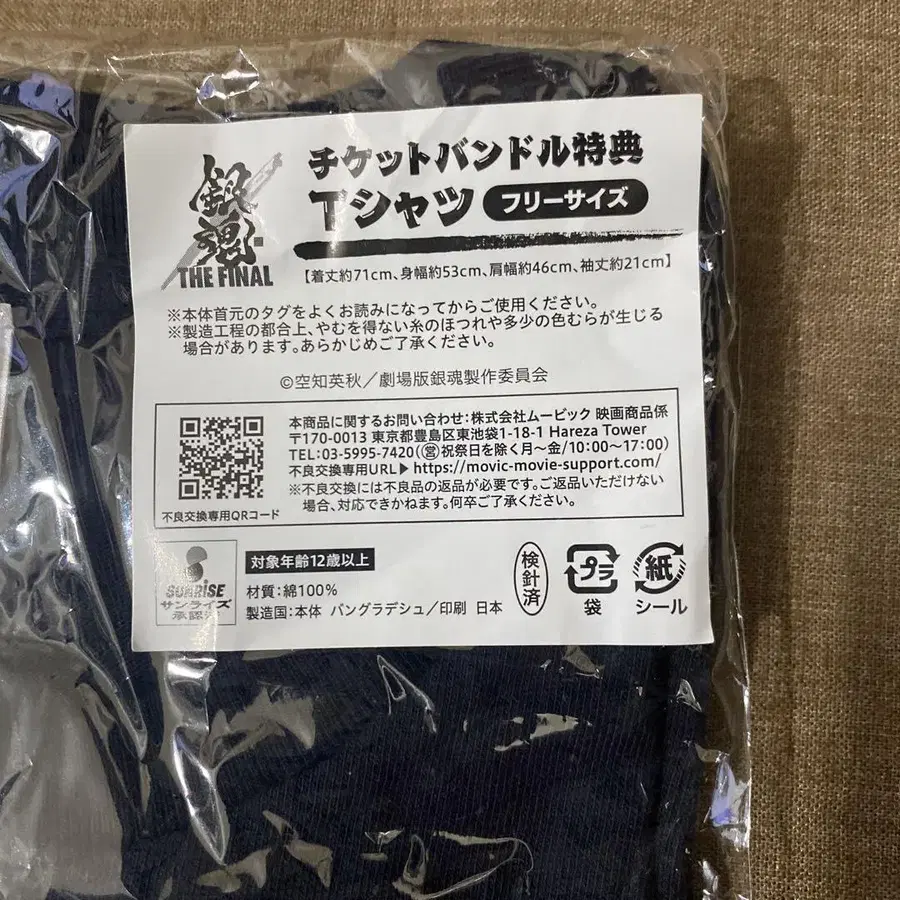 銀魂
THE FINAL
チケットバンドル特典
Tシャツ フリーサイズ
【着丈約71cm、身幅約53cm、肩幅約46cm、袖丈約21cm】
※本体首元のタグをよくお読みになってからご使用ください。
※製造工程の都合上、やむを得ない糸のほつれや多少の色むらが生じる
場合があります。あらかじめご了承ください。
©空知英秋／劇場版銀魂製作委員会
本商品に関するお問い合わせ:株式会社ムービック 映画商品係
〒170-0013 東京都豊島区東池袋1-18-1 Hareza Tower
TEL:03-5995-7420(営祝祭日を除く月～金/10:00～17:00)
不良交換専用URL▶https://movic-movie-support.com/
※不良交換には不良品の返品が必要です。ご返品いただけない
場合、対応できかねます。何卒ご了承ください。
不良交換専用QRコード
SUNRISE
サンライズ
承認済
対象年齢12歳以上
材質:綿100%
製造国:本体 バングラデシュ／印刷 日本
検針済
プラ
袋
紙
シール